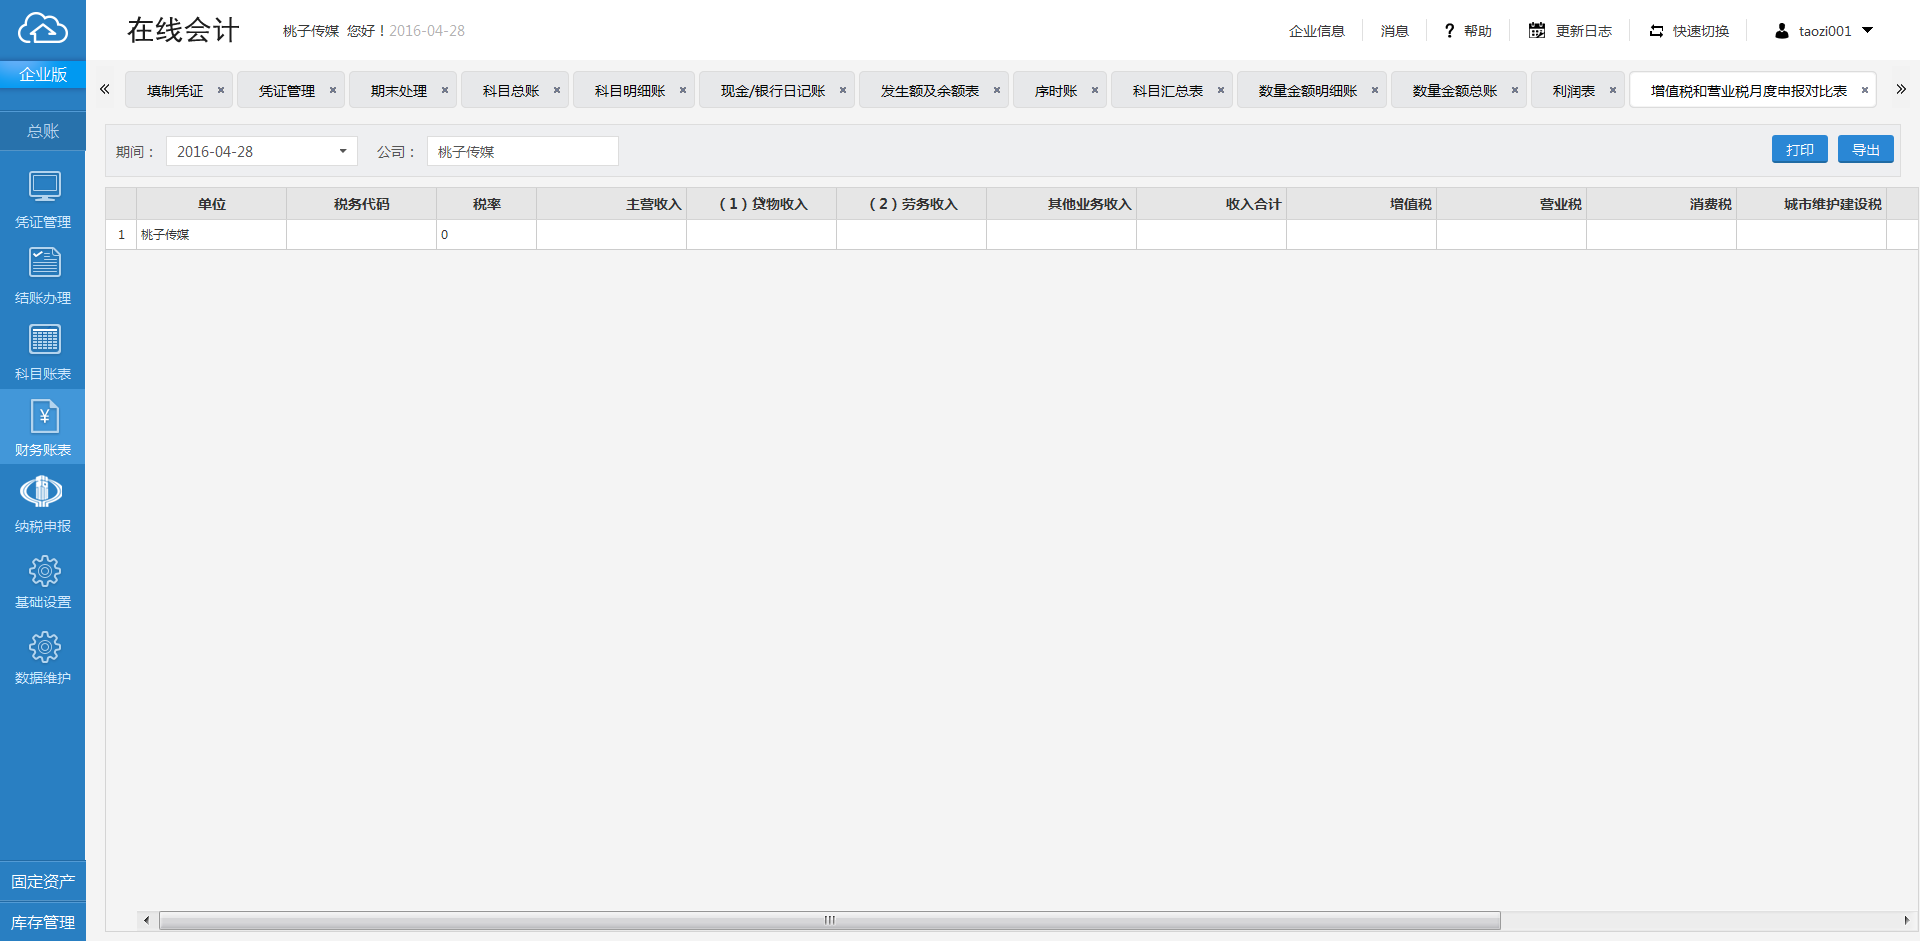 在线会计 桃子传媒 您好！2016-04-28 企业信息 消息 ? 帮助 更新日志 快速切换 taozi001
企业版
« 填制凭证 × 凭证管理 × 期末处理 × 科目总账 × 科目明细账 × 现金/银行日记账 × 发生额及余额表 × 序时账 × 科目汇总表 × 数量金额明细账 × 数量金额总账 × 利润表 × 增值税和营业税月度申报对比表 × »
总账
期间： 2016-04-28 公司： 桃子传媒 打印 导出
单位 税务代码 税率 主营收入 （1）货物收入 （2）劳务收入 其他业务收入 收入合计 增值税 营业税 消费税 城市维护建设税
1 桃子传媒 0
凭证管理
结账办理
科目账表
¥
财务账表
纳税申报
基础设置
数据维护
固定资产
库存管理